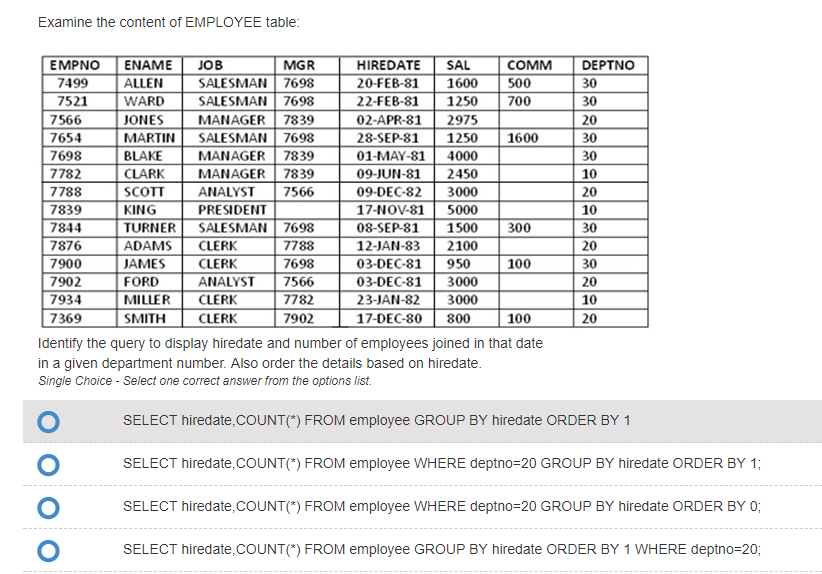 Examine the content of EMPLOYEE table:
EMPNO ENAME JOB MGR HIREDATE SAL COMM DEPTNO
7499 ALLEN SALESMAN 7698 20-FEB-81 1600 500 30
7521 WARD SALESMAN 7698 22-FEB-81 1250 700 30
7566 JONES MANAGER 7839 02-APR-81 2975 20
7654 MARTIN SALESMAN 7698 28-SEP-81 1250 1600 30
7698 BLAKE MANAGER 7839 01-MAY-81 4000 30
7782 CLARK MANAGER 7839 09-JUN-81 2450 10
7788 SCOTT ANALYST 7566 09-DEC-82 3000 20
7839 KING PRESIDENT 17-NOV-81 5000 10
7844 TURNER SALESMAN 7698 08-SEP-81 1500 300 30
7876 ADAMS CLERK 7788 12-JAN-83 2100 20
7900 JAMES CLERK 7698 03-DEC-81 950 100 30
7902 FORD ANALYST 7566 03-DEC-81 3000 20
7934 MILLER CLERK 7782 23-JAN-82 3000 10
7369 SMITH CLERK 7902 17-DEC-80 800 100 20
Identify the query to display hiredate and number of employees joined in that date
in a given department number. Also order the details based on hiredate.
Single Choice - Select one correct answer from the options list.
SELECT hiredate,COUNT(*) FROM employee GROUP BY hiredate ORDER BY 1
SELECT hiredate,COUNT(*) FROM employee WHERE deptno=20 GROUP BY hiredate ORDER BY 1;
SELECT hiredate,COUNT(*) FROM employee WHERE deptno=20 GROUP BY hiredate ORDER BY 0;
SELECT hiredate,COUNT(*) FROM employee GROUP BY hiredate ORDER BY 1 WHERE deptno=20;